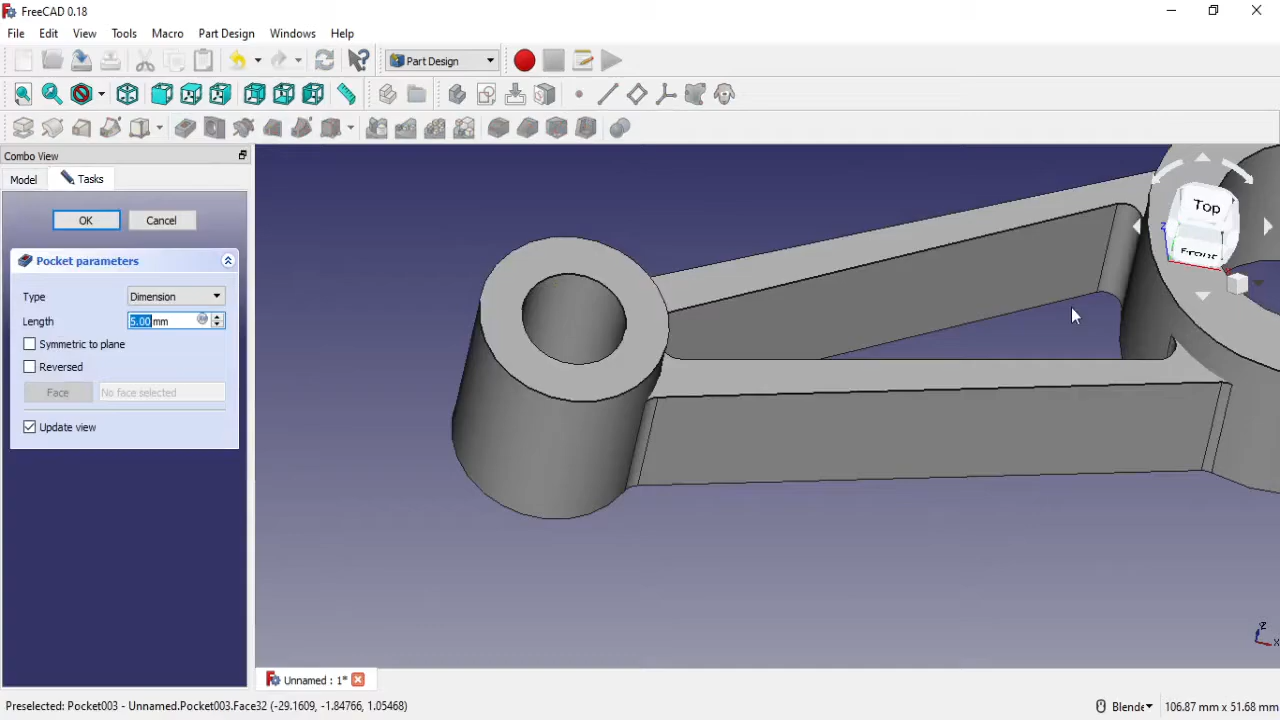 FreeCAD 0.18
File Edit View Tools Macro Part Design Windows Help
Part Design
Combo View
Model Tasks
OK Cancel
Pocket parameters
Type Dimension
Length 5.00 mm
Symmetric to plane
Reversed
Face No face selected
Update view
Top
Front
Z
Z
X
Unnamed : 1*
Preselected: Pocket003 - Unnamed.Pocket003.Face32 (-29.1609, -1.84766, 1.05468) Blende 106.87 mm x 51.68 mm